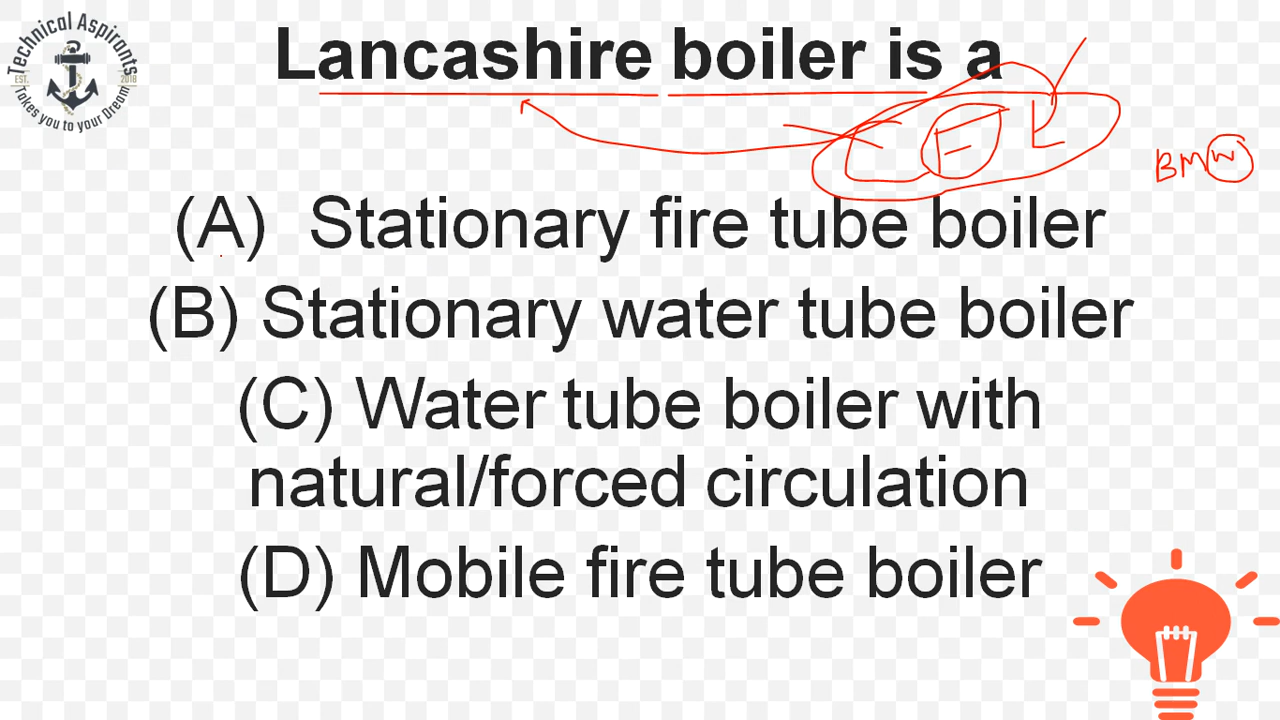 Technical Aspirants
EST.
2018
Takes you to your Dream
Lancashire boiler is a
C F L
BMW
(A) Stationary fire tube boiler
(B) Stationary water tube boiler
(C) Water tube boiler with
natural/forced circulation
(D) Mobile fire tube boiler